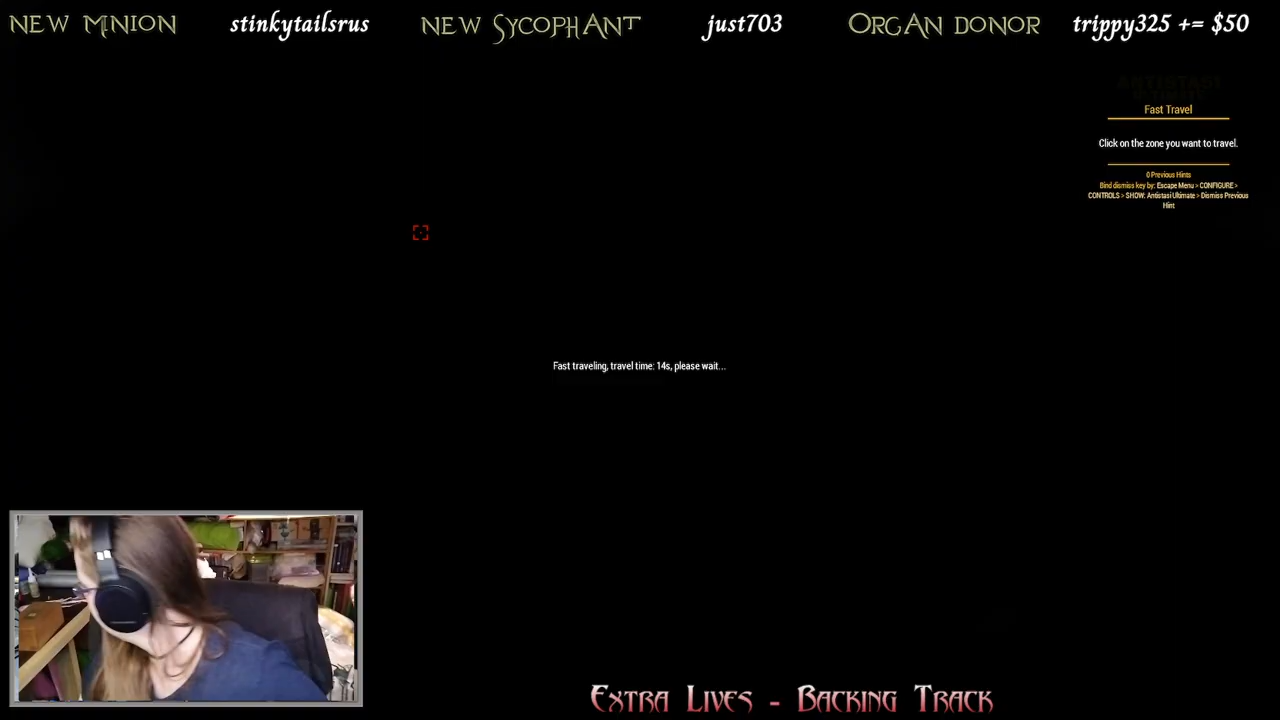 NEW MINION stinkytailsrus NEW SYCOPHANT just703 ORGAN DONOR trippy325 += $50
ANTISTASI
ULTIMATE
Fast Travel
Click on the zone you want to travel.
0 Previous Hints
Bind dismiss key by: Escape Menu > CONFIGURE >
CONTROLS > SHOW: Antistasi Ultimate > Dismiss Previous
Hint
Fast traveling, travel time: 14s, please wait...
EXTRA LIVES - BACKING TRACK